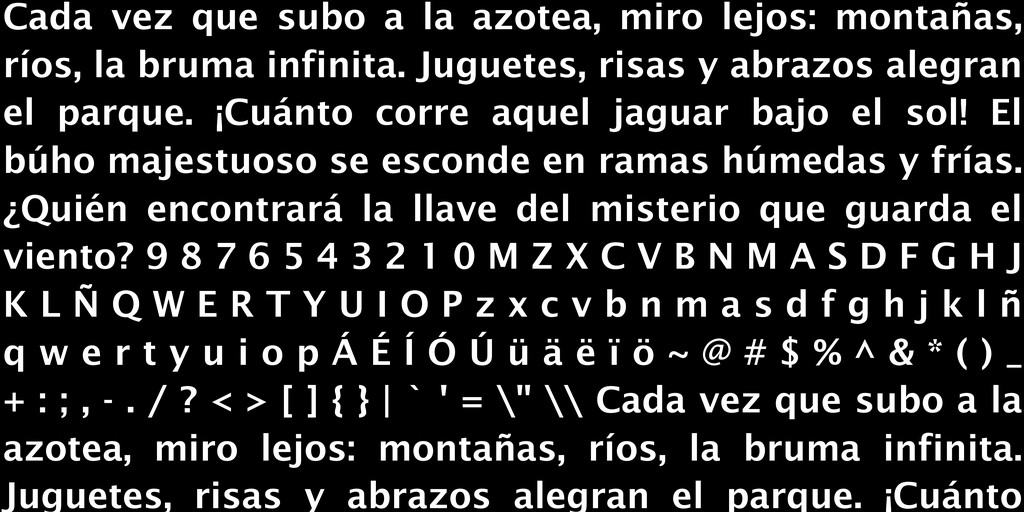 Cada vez que subo a la azotea, miro lejos: montañas,
ríos, la bruma infinita. Juguetes, risas y abrazos alegran
el parque. ¡Cuánto corre aquel jaguar bajo el sol! El
búho majestuoso se esconde en ramas húmedas y frías.
¿Quién encontrará la llave del misterio que guarda el
viento? 9 8 7 6 5 4 3 2 1 0 M Z X C V B N M A S D F G H J
K L Ñ Q W E R T Y U I O P z x c v b n m a s d f g h j k l ñ
q w e r t y u i o p Á É Í Ó Ú ü ä ë ï ö ~ @ # $ % ^ & * ( ) _
+ : ; , - . / ? < > [ ] { } | ` ' = \" \\ Cada vez que subo a la
azotea, miro lejos: montañas, ríos, la bruma infinita.
Juguetes, risas y abrazos alegran el parque. ¡Cuánto